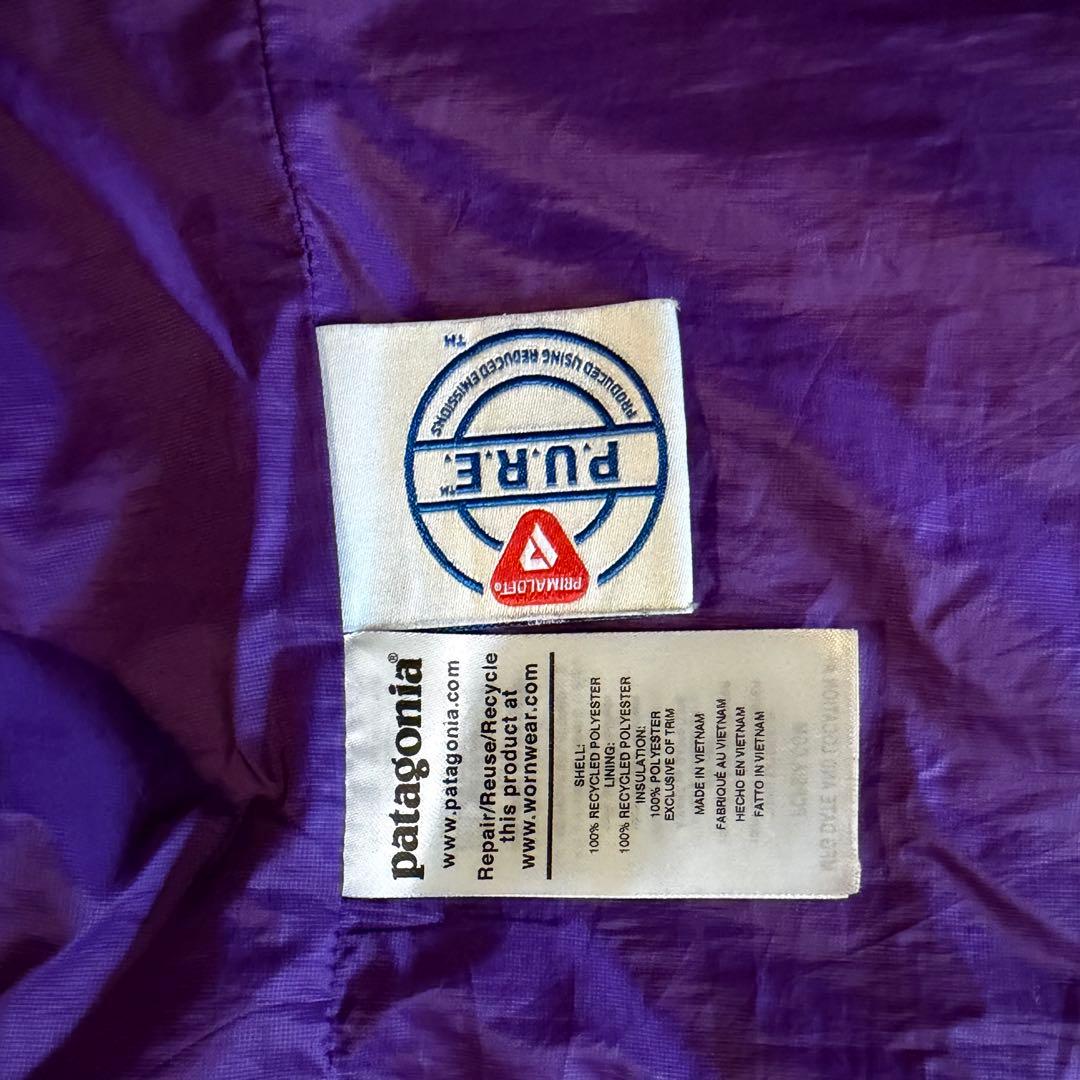 PRODUCED USING REDUCED EMISSIONS™
P.U.R.E.™
PRIMALOFT®
patagonia®
www.patagonia.com
Repair/Reuse/Recycle
this product at
www.wornwear.com
SHELL:
100% RECYCLED POLYESTER
LINING:
100% RECYCLED POLYESTER
INSULATION:
100% POLYESTER
EXCLUSIVE OF TRIM
MADE IN VIETNAM
FABRIQUÉ AU VIETNAM
HECHO EN VIETNAM
FATTO IN VIETNAM